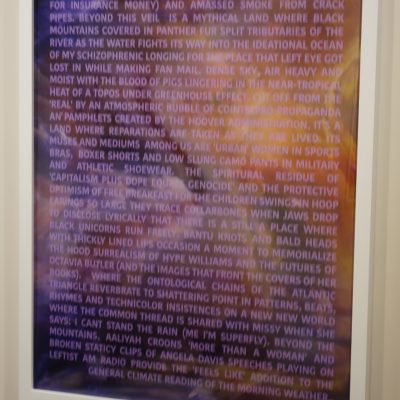 FOR INSURANCE MONEY) AND AMASSED SMOKE FROM CRACK
PIPES. BEYOND THIS VEIL IS A MYTHICAL LAND WHERE BLACK
MOUNTAINS COVERED IN PANTHER FUR SPLIT TRIBUTARIES OF THE
RIVER AS THE WATER FIGHTS ITS WAY INTO THE IDEATIONAL OCEAN
OF MY SCHIZOPHRENIC LONGING FOR THE PLACE THAT LEFT EYE GOT
LOST IN WHILE MAKING FAN MAIL. DENSE SKY, AIR HEAVY AND
MOIST WITH THE BLOOD OF PIGS LINGERING IN THE NEAR-TROPICAL
HEAT OF A TOPOS UNDER GREENHOUSE EFFECT. CUT OFF FROM THE
'REAL' BY AN ATMOSPHERIC BUBBLE OF COINTELPRO PROPAGANDA
AN' PAMPHLETS CREATED BY THE HOOVER ADMINISTRATION, IT'S A
LAND WHERE REPARATIONS ARE TAKEN AS THEY ARE LIVED. ITS
MUSES AND MEDIUMS AMONG US ARE 'URBAN' WOMEN IN SPORTS
BRAS, BOXER SHORTS AND LOW SLUNG CAMO PANTS IN MILITARY
AND ATHLETIC SHOEWEAR. THE SPIRITURAL RESIDUE OF
'CAPITALISM PLUS DOPE EQUALS GENOCIDE' AND THE PROTECTIVE
OPTIMISM OF FREE BREAKFAST FOR THE CHILDREN SWINGS IN HOOP
EARINGS SO LARGE THEY TRACE COLLARBONES WHEN JAWS DROP
TO DISCLOSE LYRICALLY THAT THERE IS A STILL A PLACE WHERE
BLACK UNICORNS RUN FREELY. BANTU KNOTS AND BALD HEADS
WITH THICKLY LINED LIPS OCCASION A MOMENT TO MEMORIALIZE
THE HOOD SURREALISM OF HYPE WILLIAMS AND THE FUTURES OF
OCTAVIA BUTLER (AND THE IMAGES THAT FRONT THE COVERS OF HER
BOOKS). WHERE THE ONTOLOGICAL CHAINS OF THE ATLANTIC
TRIANGLE REVERBRATE TO SHATTERING POINT IN PATTERNS, BEATS,
RHYMES AND TECHNICOLOR INSISTENCES ON A NEW NEW WORLD
WHERE THE COMMON THREAD IS SHARED WITH MISSY WHEN SHE
SAYS: I CANT STAND THE RAIN (ME I'M SUPERFLY). BEYOND THE
MOUNTAINS, AALIYAH CROONS 'MORE THAN A WOMAN' AND
BROKEN STATICY CLIPS OF ANGELA DAVIS SPEECHES PLAYING ON
LEFTIST AM RADIO PROVIDE THE 'FEELS LIKE' ADDITION TO THE
GENERAL CLIMATE READING OF THE MORNING WEATHER